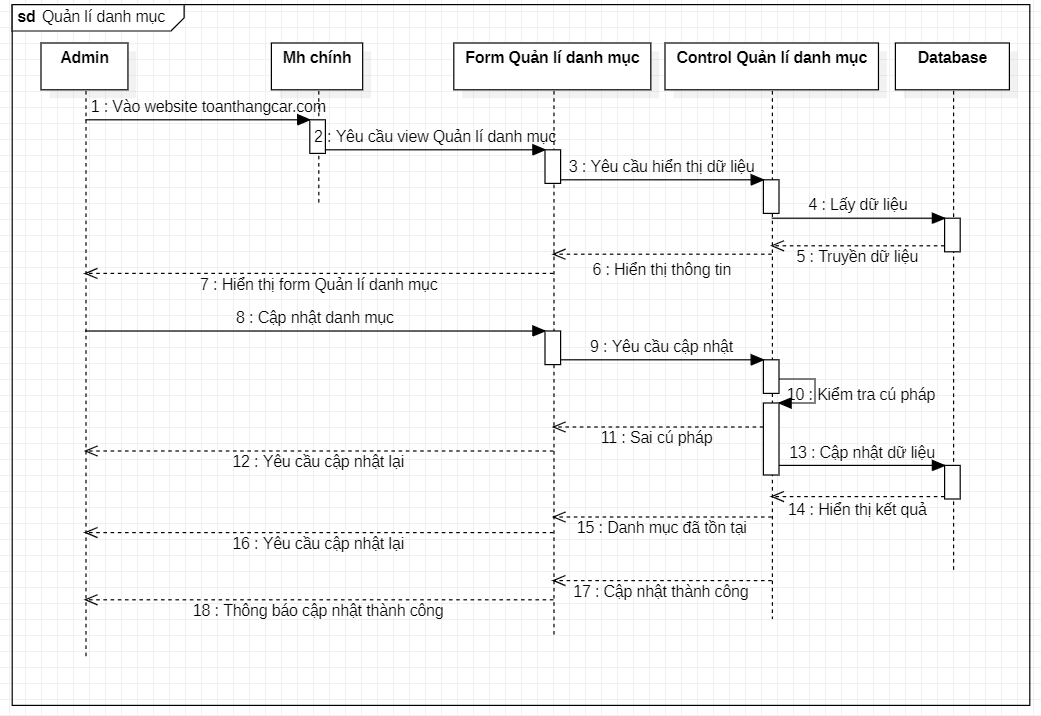 sd Quản lí danh mục
Admin
Mh chính
Form Quản lí danh mục
Control Quản lí danh mục
Database
1 : Vào website toanthangcar.com
2 : Yêu cầu view Quản lí danh mục
3 : Yêu cầu hiển thị dữ liệu
4 : Lấy dữ liệu
5 : Truyền dữ liệu
6 : Hiển thị thông tin
7 : Hiển thị form Quản lí danh mục
8 : Cập nhật danh mục
9 : Yêu cầu cập nhật
10 : Kiểm tra cú pháp
11 : Sai cú pháp
12 : Yêu cầu cập nhật lại
13 : Cập nhật dữ liệu
14 : Hiển thị kết quả
15 : Danh mục đã tồn tại
16 : Yêu cầu cập nhật lại
17 : Cập nhật thành công
18 : Thông báo cập nhật thành công